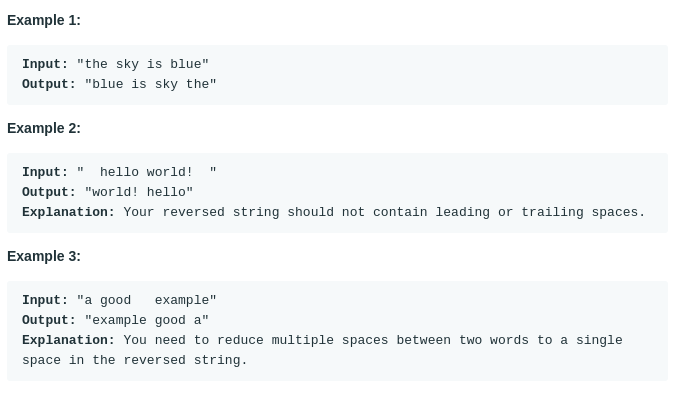 Example 1:
Input: "the sky is blue"
Output: "blue is sky the"
Example 2:
Input: "  hello world!  "
Output: "world! hello"
Explanation: Your reversed string should not contain leading or trailing spaces.
Example 3:
Input: "a good   example"
Output: "example good a"
Explanation: You need to reduce multiple spaces between two words to a single
space in the reversed string.